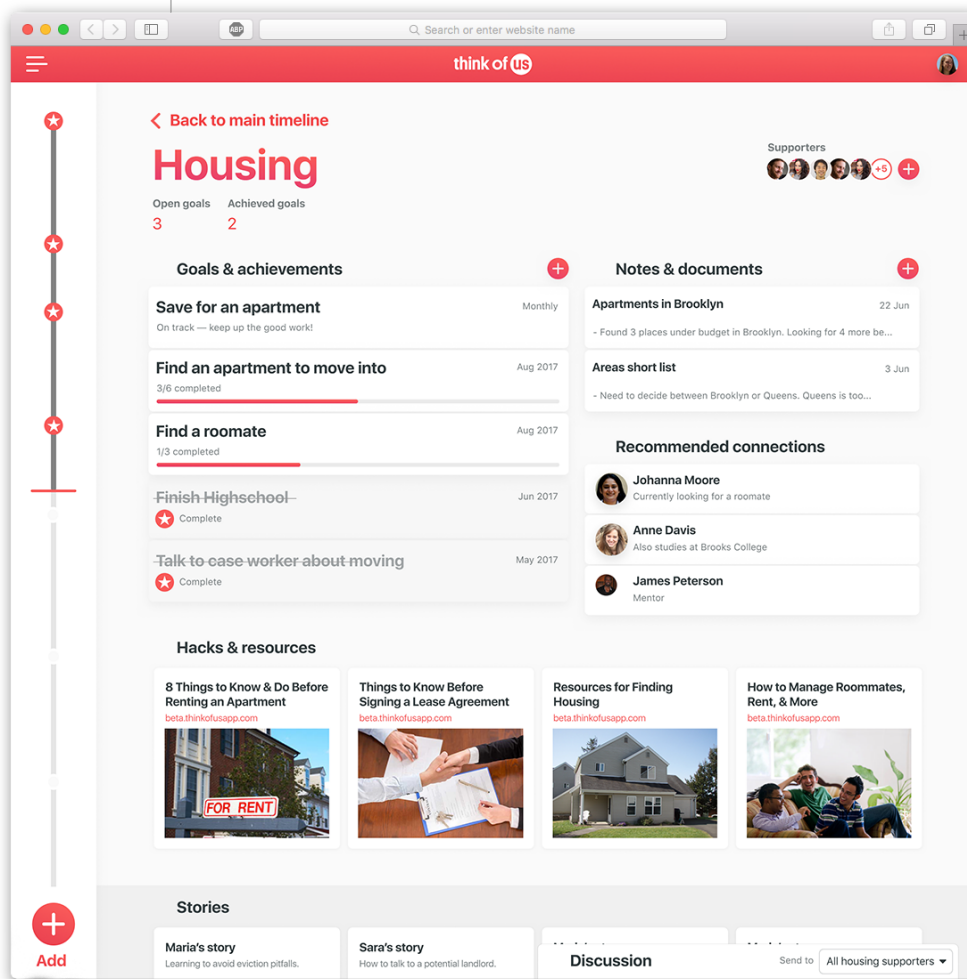 ABP
Search or enter website name
think of us
Back to main timeline
Housing
Open goals
Achieved goals
3
2
Supporters
+5
Goals & achievements
Save for an apartment
Monthly
On track — keep up the good work!
Find an apartment to move into
Aug 2017
3/6 completed
Find a roomate
Aug 2017
1/3 completed
Finish Highschool
Jun 2017
Complete
Talk to case worker about moving
May 2017
Complete
Notes & documents
Apartments in Brooklyn
22 Jun
- Found 3 places under budget in Brooklyn. Looking for 4 more be...
Areas short list
3 Jun
- Need to decide between Brooklyn or Queens. Queens is too...
Recommended connections
Johanna Moore
Currently looking for a roomate
Anne Davis
Also studies at Brooks College
James Peterson
Mentor
Hacks & resources
8 Things to Know & Do Before
Renting an Apartment
beta.thinkofusapp.com
FOR RENT
Things to Know Before
Signing a Lease Agreement
beta.thinkofusapp.com
Resources for Finding
Housing
beta.thinkofusapp.com
How to Manage Roommates,
Rent, & More
beta.thinkofusapp.com
Stories
Maria's story
Learning to avoid eviction pitfalls.
Sara's story
How to talk to a potential landlord.
Discussion
Send to
All housing supporters
Add